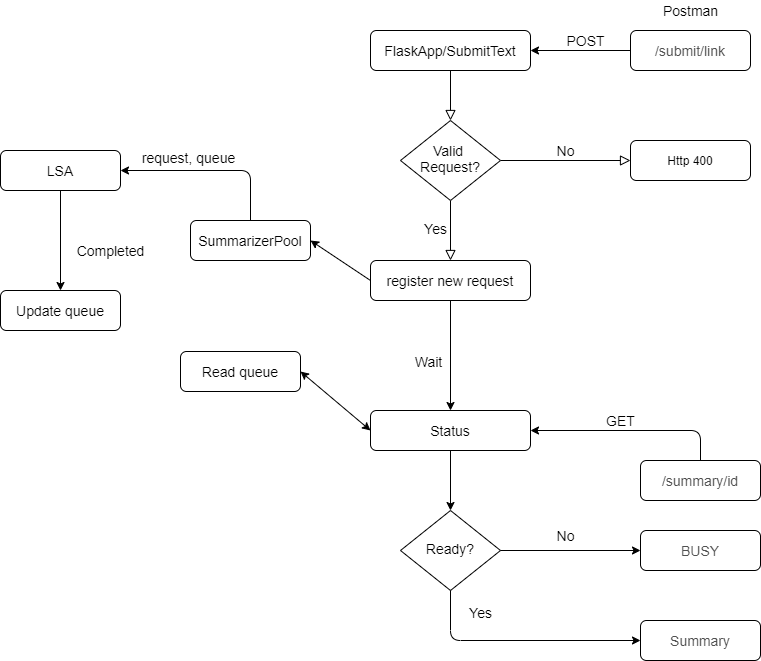 Postman
FlaskApp/SubmitText
POST
/submit/link
Valid
Request?
No
Http 400
request, queue
LSA
Yes
SummarizerPool
Completed
register new request
Update queue
Wait
Read queue
Status
GET
/summary/id
Ready?
No
BUSY
Yes
Summary